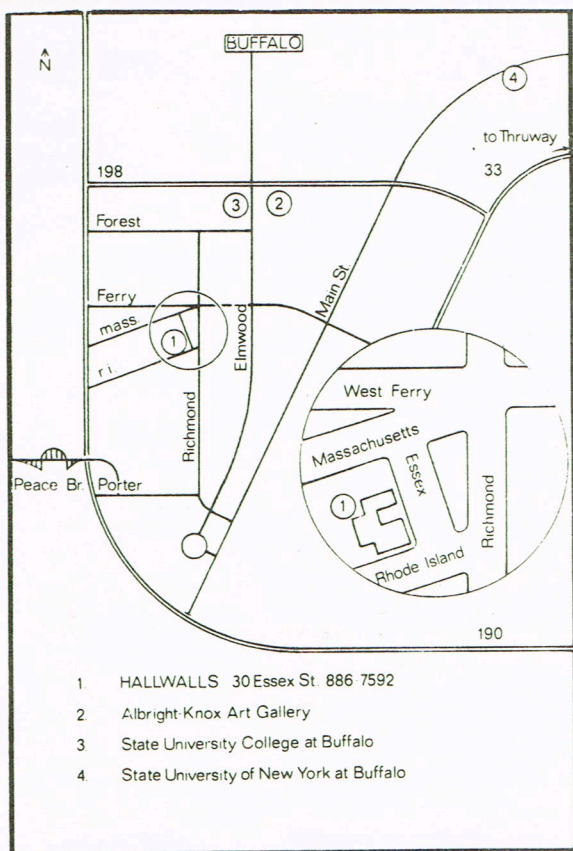 BUFFALO
N
4
to Thruway
198
33
3
2
Forest
Ferry
Main St.
mass.
1
Elmwood
r i.
West Ferry
Richmond
Massachusetts
Essex
Peace Br.
Porter
1
Richmond
Rhode Island
190
1. HALLWALLS 30 Essex St. 886-7592
2. Albright-Knox Art Gallery
3. State University College at Buffalo
4. State University of New York at Buffalo